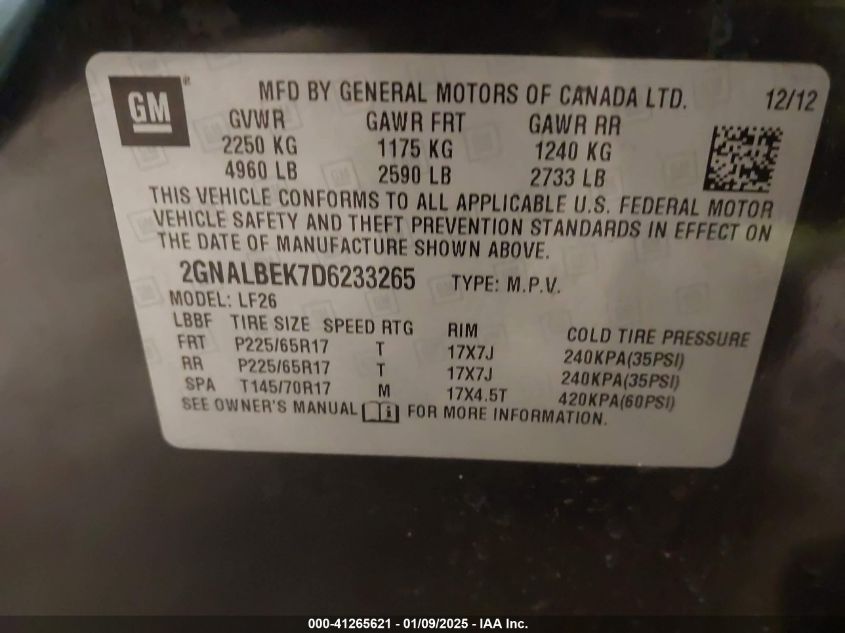 GM ® MFD BY GENERAL MOTORS OF CANADA LTD. 12/12
GVWR GAWR FRT GAWR RR
2250 KG 1175 KG 1240 KG
4960 LB 2590 LB 2733 LB
THIS VEHICLE CONFORMS TO ALL APPLICABLE U.S. FEDERAL MOTOR
VEHICLE SAFETY AND THEFT PREVENTION STANDARDS IN EFFECT ON
THE DATE OF MANUFACTURE SHOWN ABOVE.
2GNALBEK7D6233265 TYPE: M.P.V.
MODEL: LF26
LBBF TIRE SIZE SPEED RTG RIM COLD TIRE PRESSURE
FRT P225/65R17 T 17X7J 240KPA(35PSI)
RR P225/65R17 T 17X7J 240KPA(35PSI)
SPA T145/70R17 M 17X4.5T 420KPA(60PSI)
SEE OWNER'S MANUAL i FOR MORE INFORMATION.
000-41265621 - 01/09/2025 - IAA Inc.